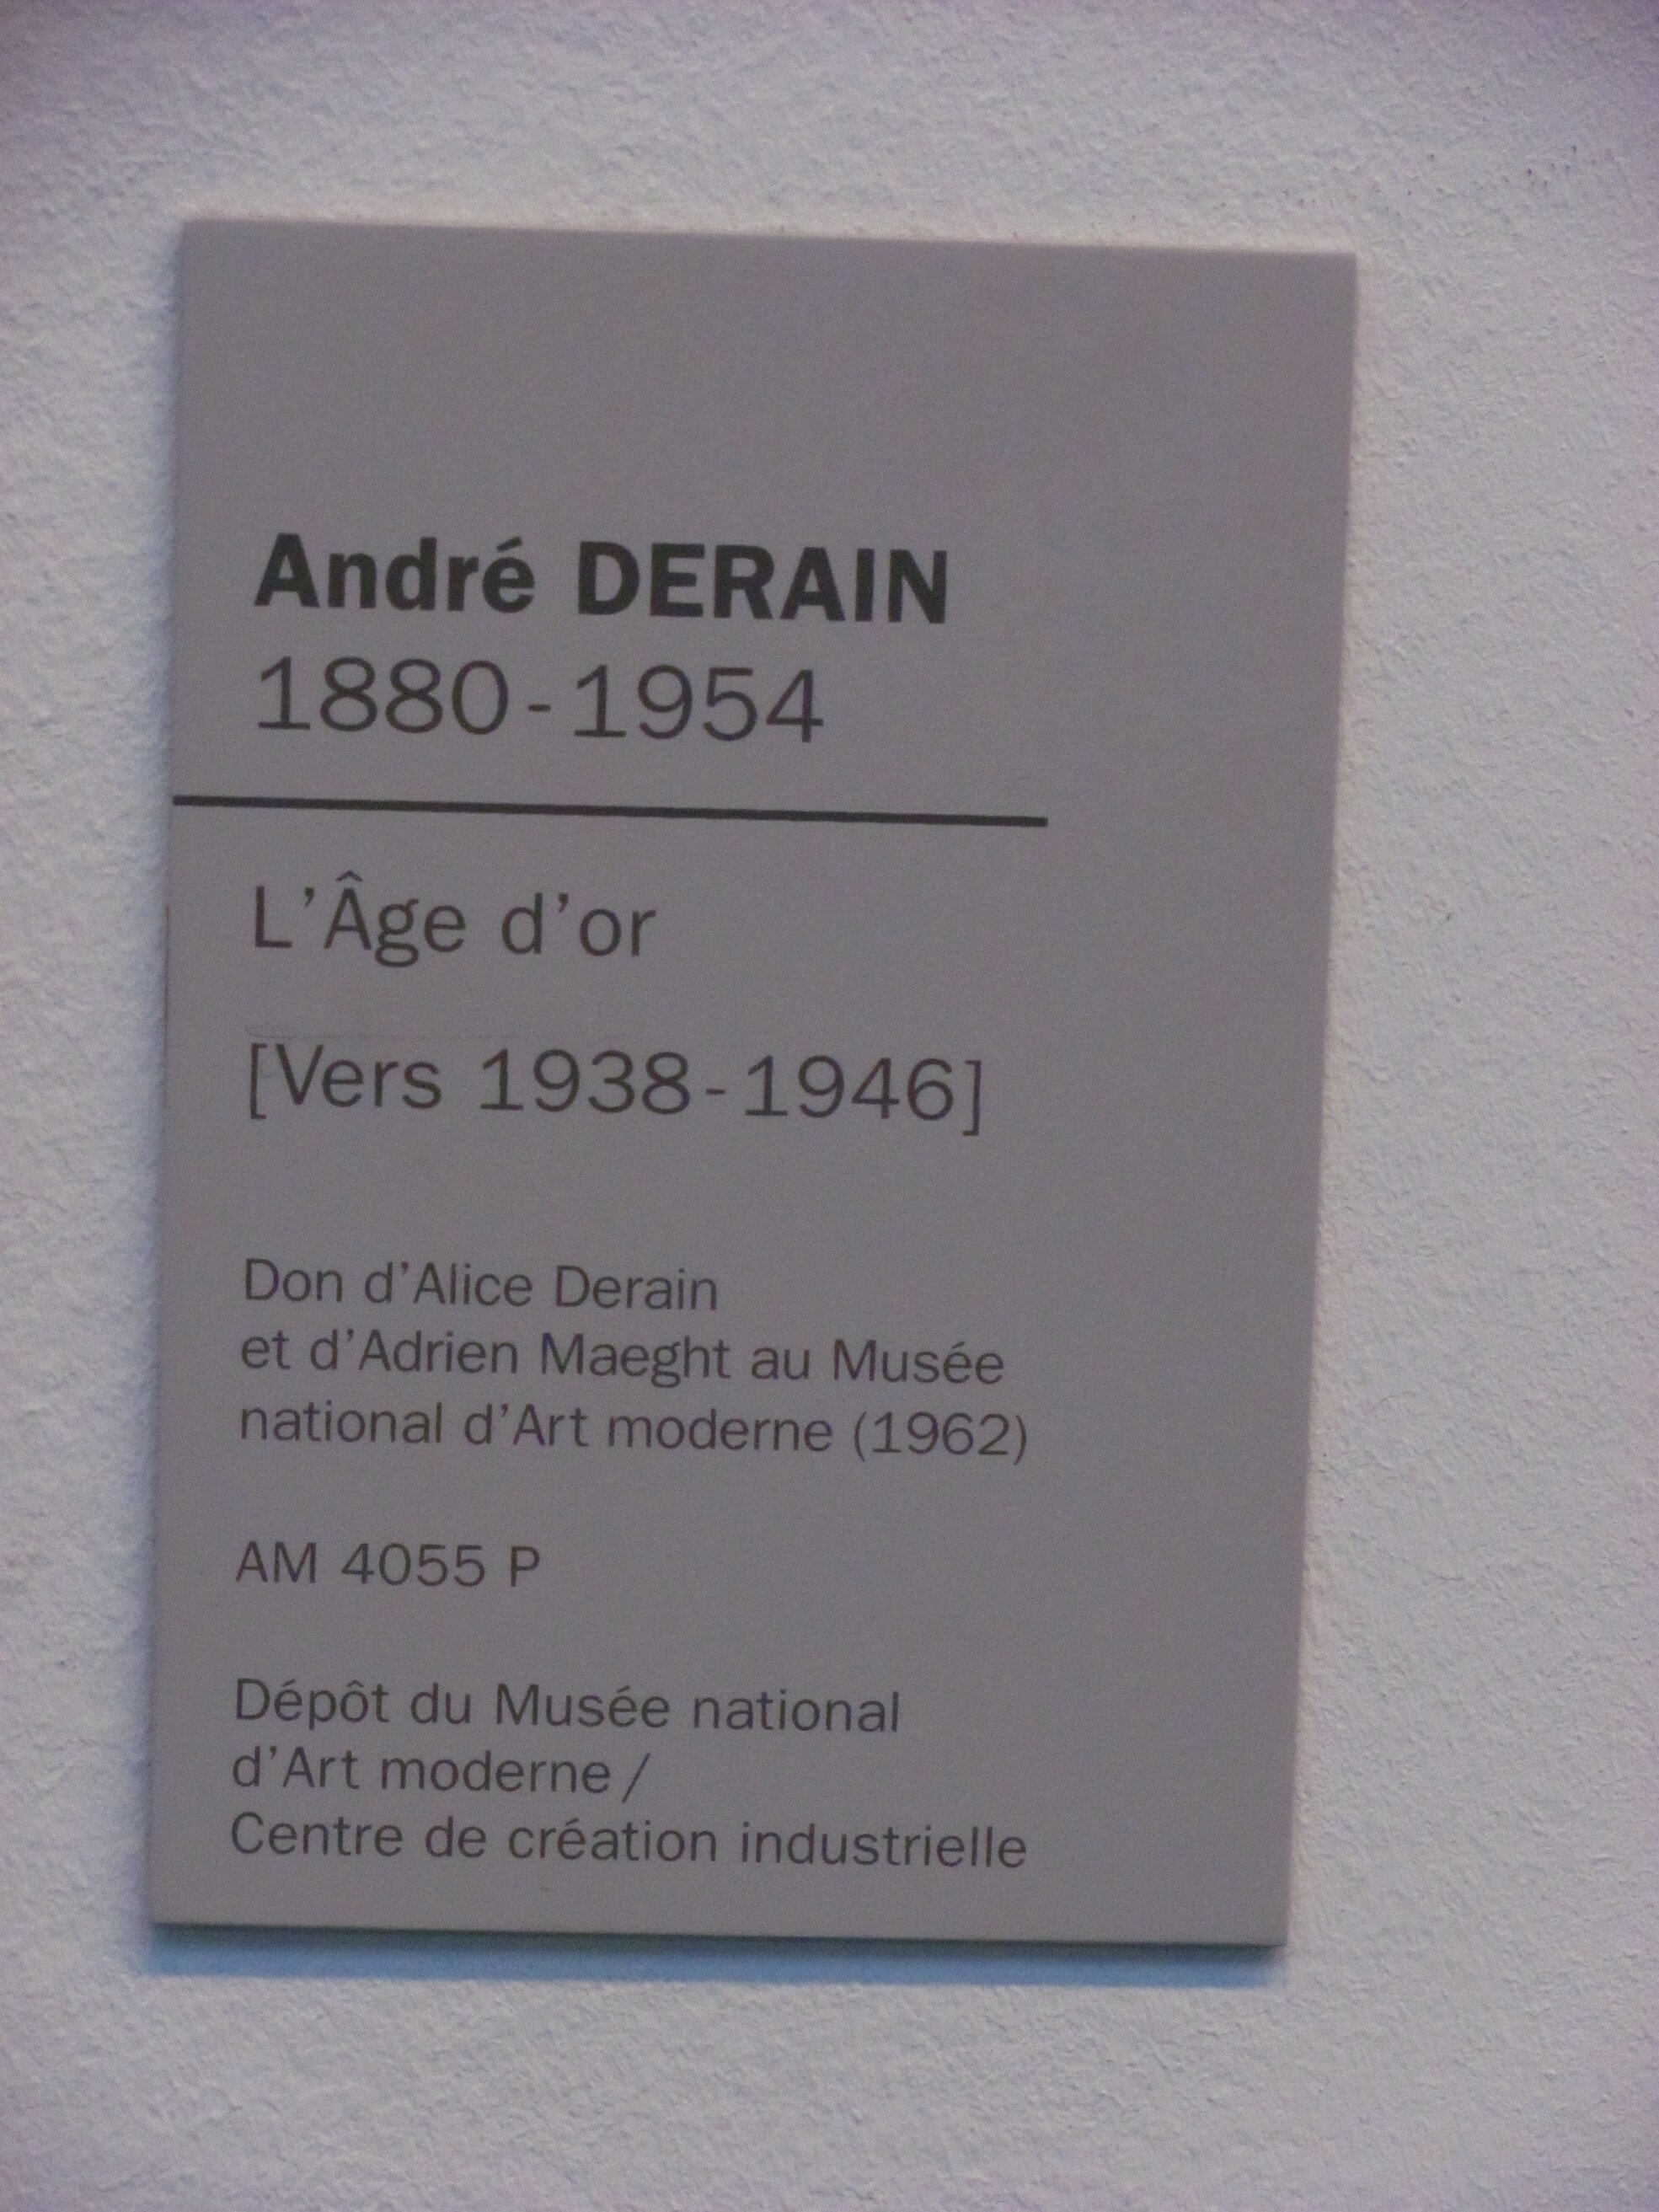 André DERAIN
1880-1954
L'Âge d'or
[Vers 1938-1946]
Don d'Alice Derain
et d'Adrien Maeght au Musée
national d'Art moderne (1962)
AM 4055 P
Dépôt du Musée national
d'Art moderne /
Centre de création industrielle